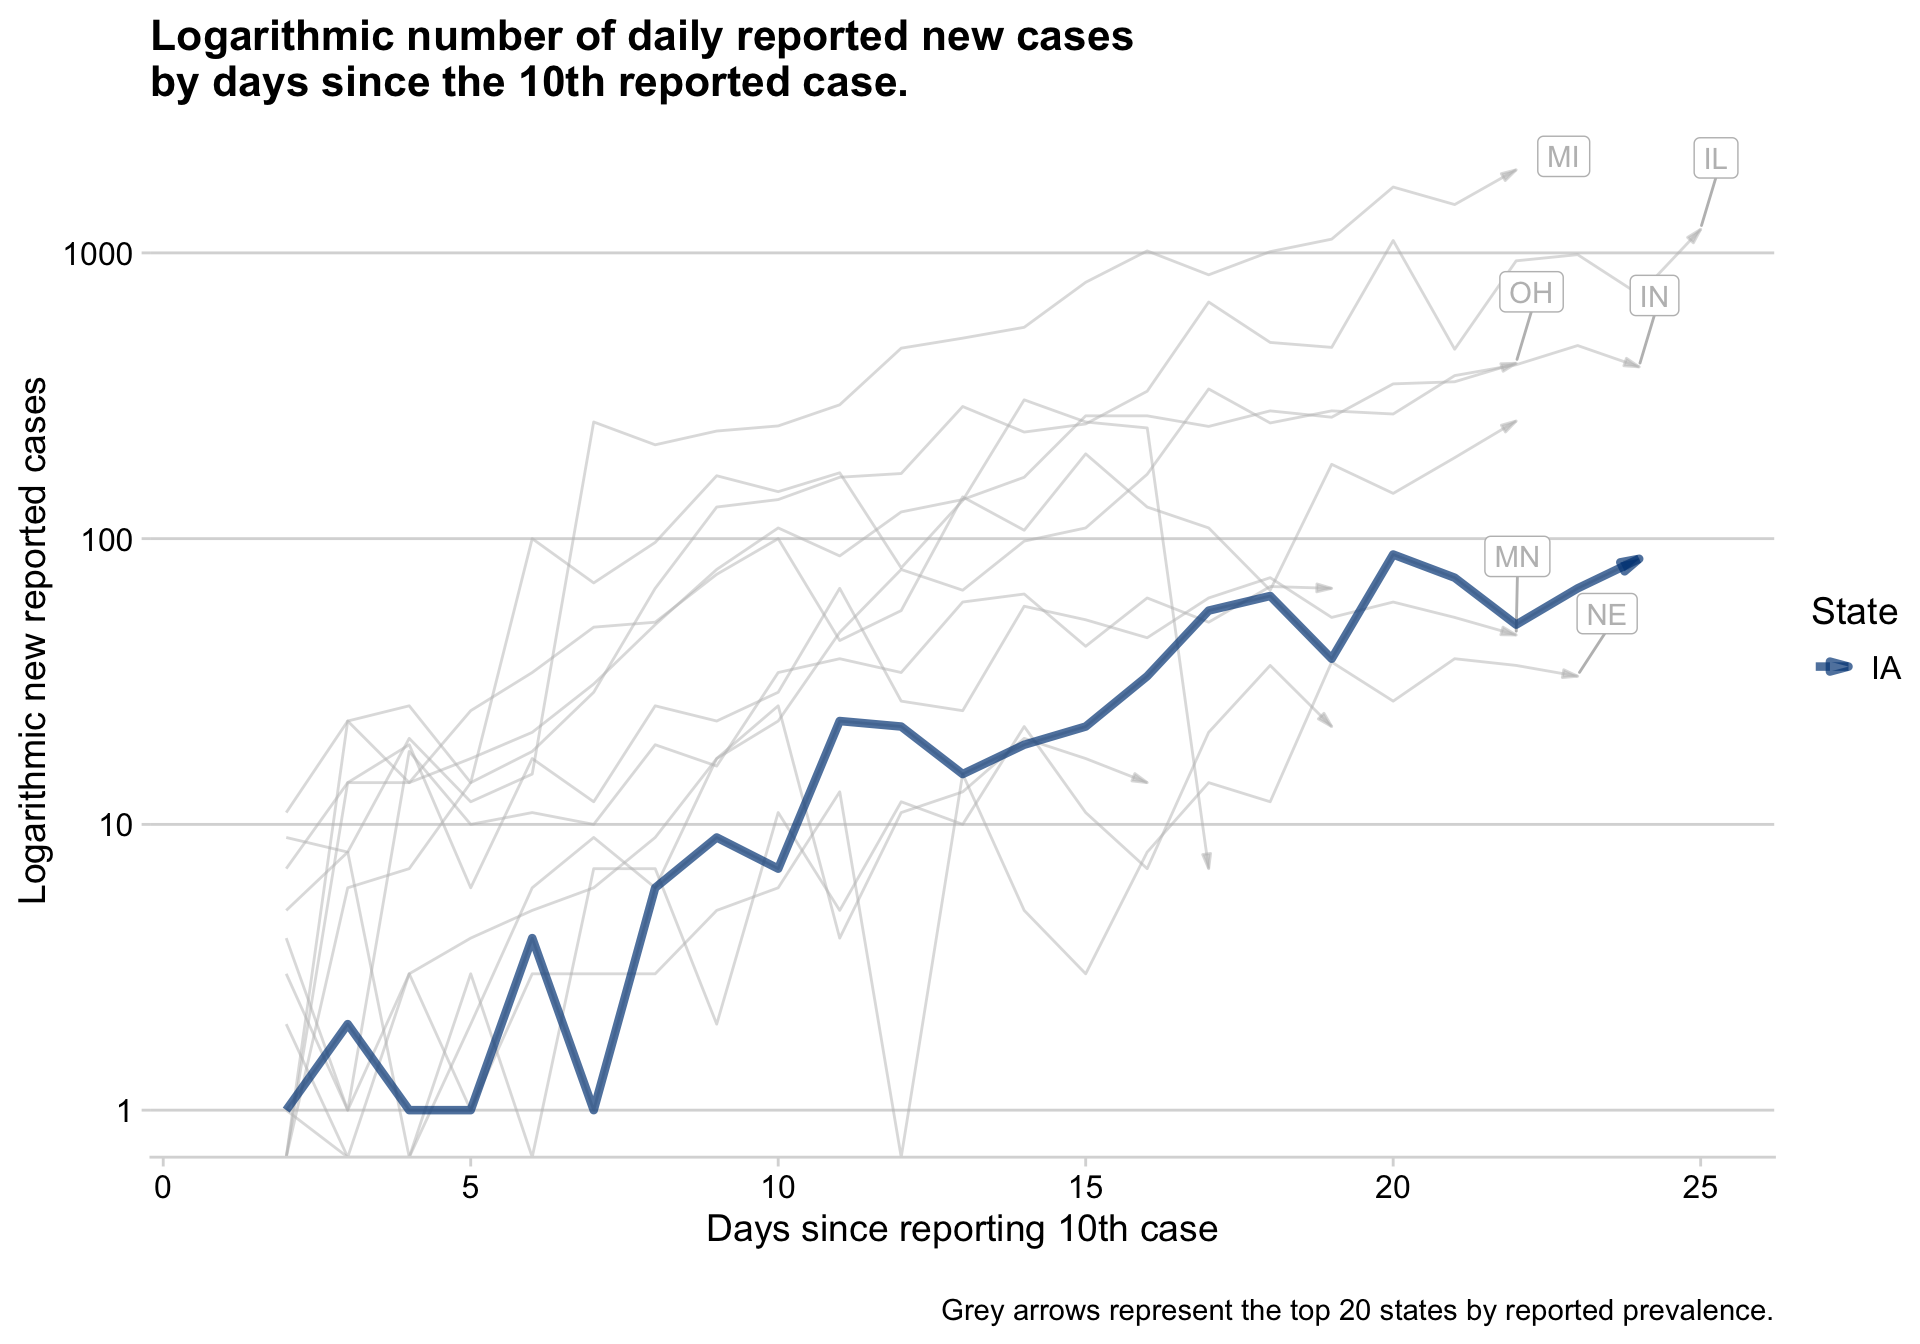 Logarithmic number of daily reported new cases
by days since the 10th reported case.
MI
IL
1000
OH
IN
100
MN
NE
10
1
Logarithmic new reported cases
State
IA
0 5 10 15 20 25
Days since reporting 10th case
Grey arrows represent the top 20 states by reported prevalence.